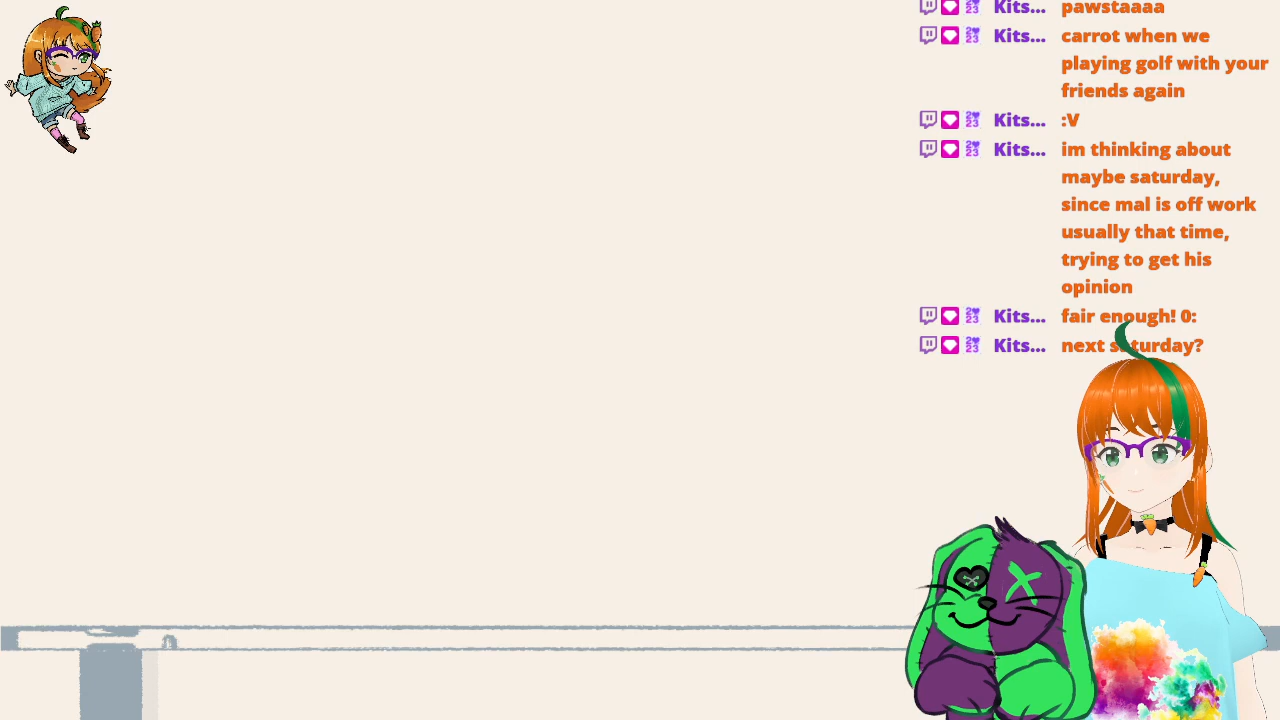 Kits... pawstaaaa
Kits... carrot when we
playing golf with your
friends again
Kits... :V
Kits... im thinking about
maybe saturday,
since mal is off work
usually that time,
trying to get his
opinion
Kits... fair enough! 0:
Kits... next saturday?